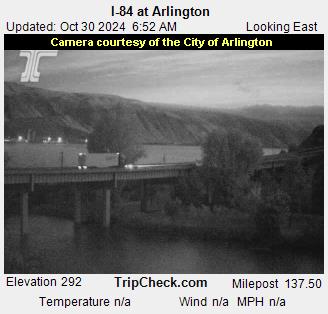 I-84 at Arlington
Updated: Oct 30 2024 6:52 AM Looking East
Camera courtesy of the City of Arlington
Elevation 292 TripCheck.com Milepost 137.50
Temperature n/a Wind n/a MPH n/a